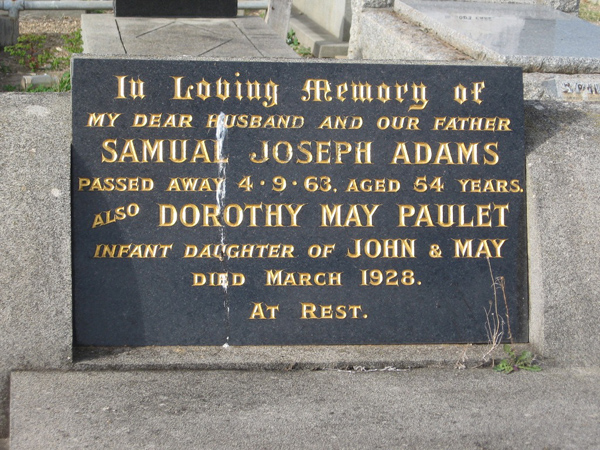 In Loving Memory of
MY DEAR HUSBAND AND OUR FATHER
SAMUAL JOSEPH ADAMS
PASSED AWAY 4·9·63. AGED 54 YEARS.
ALSO DOROTHY MAY PAULET
INFANT DAUGHTER OF JOHN & MAY
DIED MARCH 1928.
AT REST.